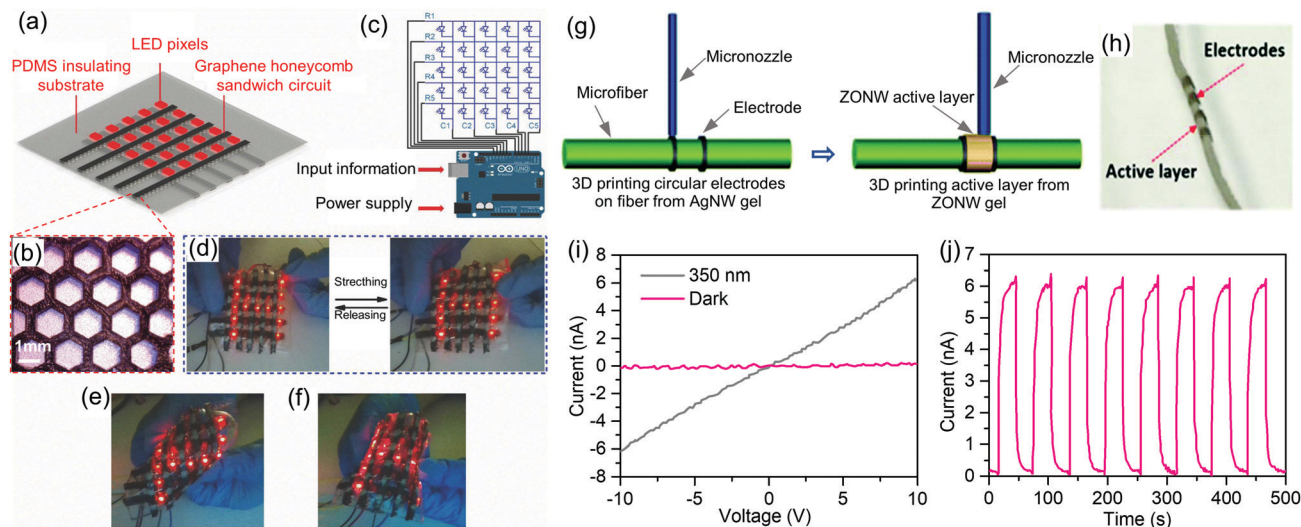 (a)
LED pixels
PDMS insulating
substrate
Graphene honeycomb
sandwich circuit
(b)
1mm
(c)
R1
R2
R3
R4
R5
C1
C2
C3
C4
C5
Input information
Power supply
ARDUINO
UNO
(d)
Strecthing
Releasing
(e)
(f)
(g)
Micronozzle
Microfiber
Electrode
3D printing circular electrodes
on fiber from AgNW gel
⇨
Micronozzle
ZONW active layer
3D printing active layer from
ZONW gel
(h)
Electrodes
Active layer
(i)
350 nm
Dark
Current (nA)
8
6
4
2
0
-2
-4
-6
-8
-10
-5
0
5
10
Voltage (V)
(j)
Current (nA)
7
6
5
4
3
2
1
0
0
100
200
300
400
500
Time (s)